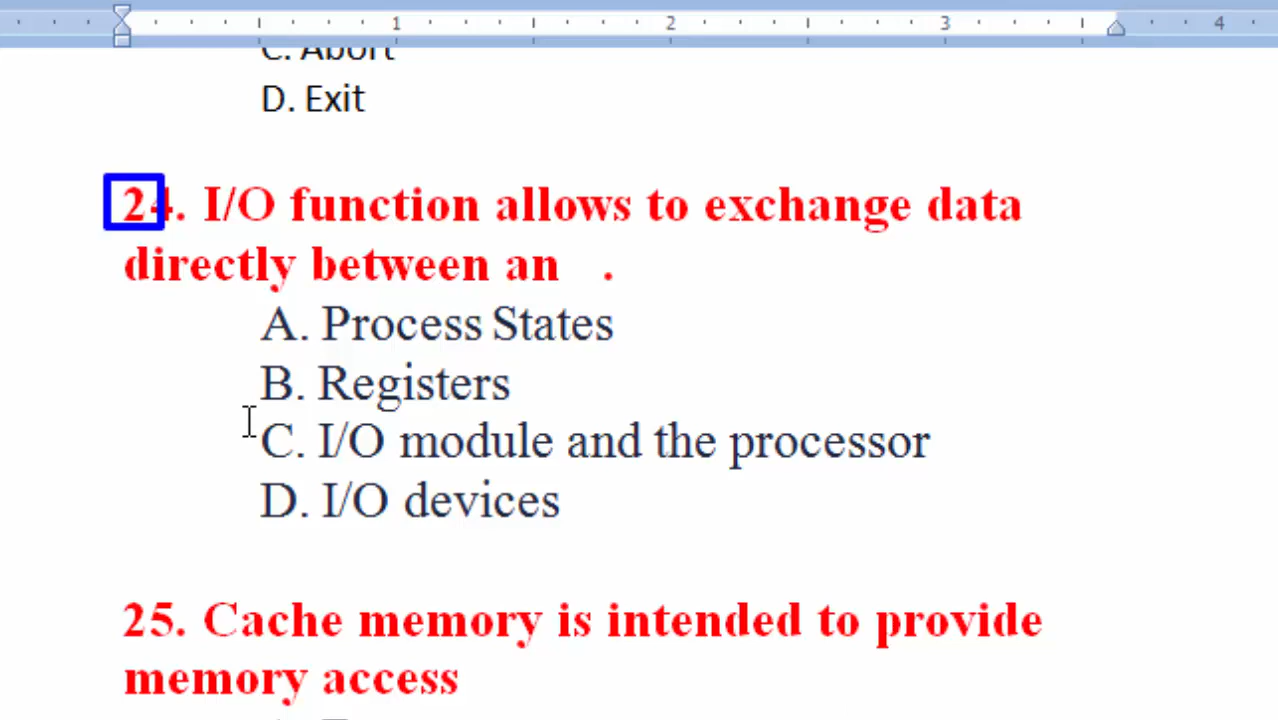 1 2 3 4
C. Abort
D. Exit
24. I/O function allows to exchange data
directly between an .
A. Process States
B. Registers
C. I/O module and the processor
D. I/O devices
25. Cache memory is intended to provide
memory access